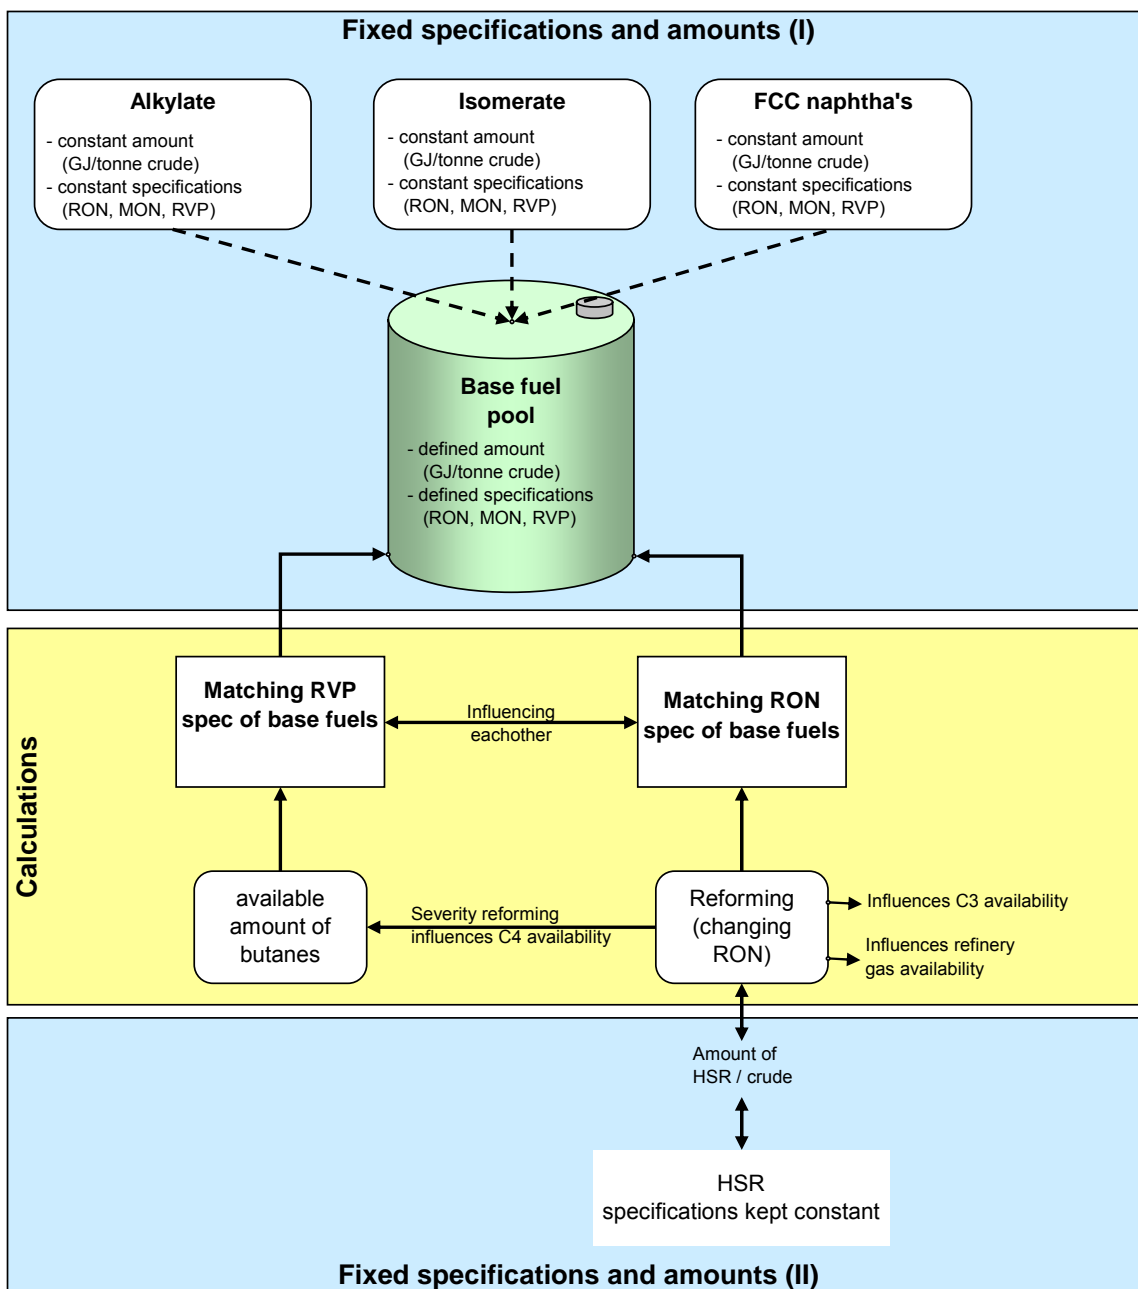 Fixed specifications and amounts (I)
Alkylate
- constant amount
(GJ/tonne crude)
- constant specifications
(RON, MON, RVP)
Isomerate
- constant amount
(GJ/tonne crude)
- constant specifications
(RON, MON, RVP)
FCC naphtha's
- constant amount
(GJ/tonne crude)
- constant specifications
(RON, MON, RVP)
Base fuel
pool
- defined amount
(GJ/tonne crude)
- defined specifications
(RON, MON, RVP)
Calculations
Matching RVP
spec of base fuels
Influencing
eachother
Matching RON
spec of base fuels
available
amount of
butanes
Severity reforming
influences C4 availability
Reforming
(changing
RON)
Influences C3 availability
Influences refinery
gas availability
Amount of
HSR / crude
HSR
specifications kept constant
Fixed specifications and amounts (II)